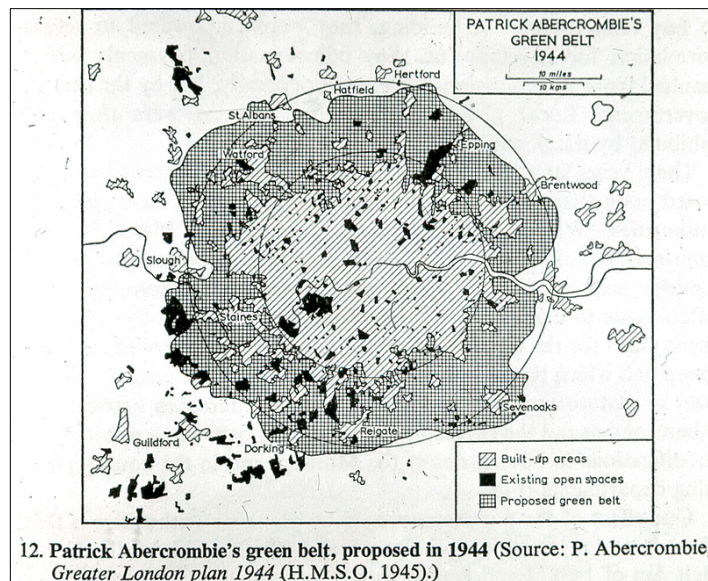 PATRICK ABERCROMBIE'S
GREEN BELT
1944
10 miles
10 kms
Hertford
Hatfield
St Albans
Epping
Watford
Brentwood
Slough
Staines
Sevenoaks
Guildford
Reigate
Dorking
Built-up areas
Existing open spaces
Proposed green belt
12. Patrick Abercrombie's green belt, proposed in 1944 (Source: P. Abercrombie,
Greater London plan 1944 (H.M.S.O. 1945).)